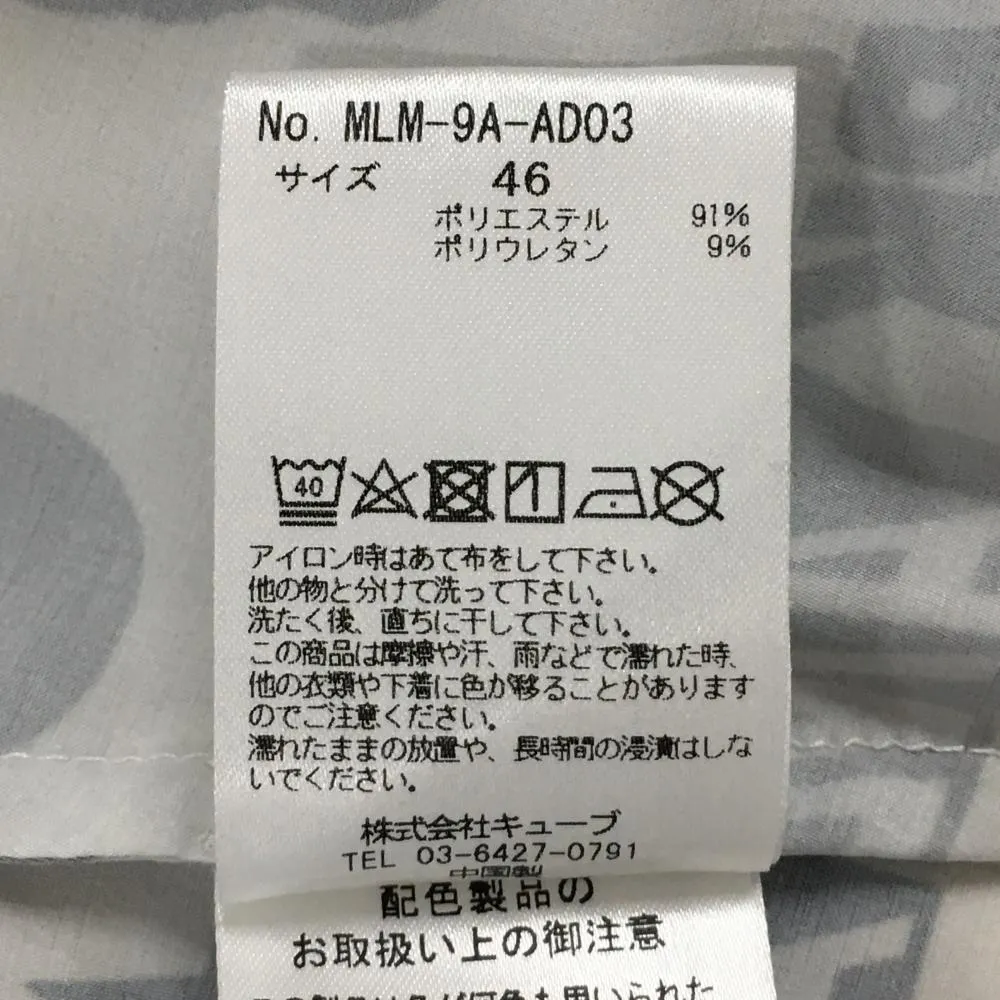 No. MLM-9A-AD03
サイズ 46
ポリエステル 91%
ポリウレタン 9%
40
アイロン時はあて布をして下さい。
他の物と分けて洗って下さい。
洗たく後、直ちに干して下さい。
この商品は摩擦や汗、雨などで濡れた時、
他の衣類や下着に色が移ることがあります
のでご注意ください。
濡れたままの放置や、長時間の浸漬はしな
いでください。
株式会社キューブ
TEL 03-6427-0791
中国製
配色製品の
お取扱い上の御注意